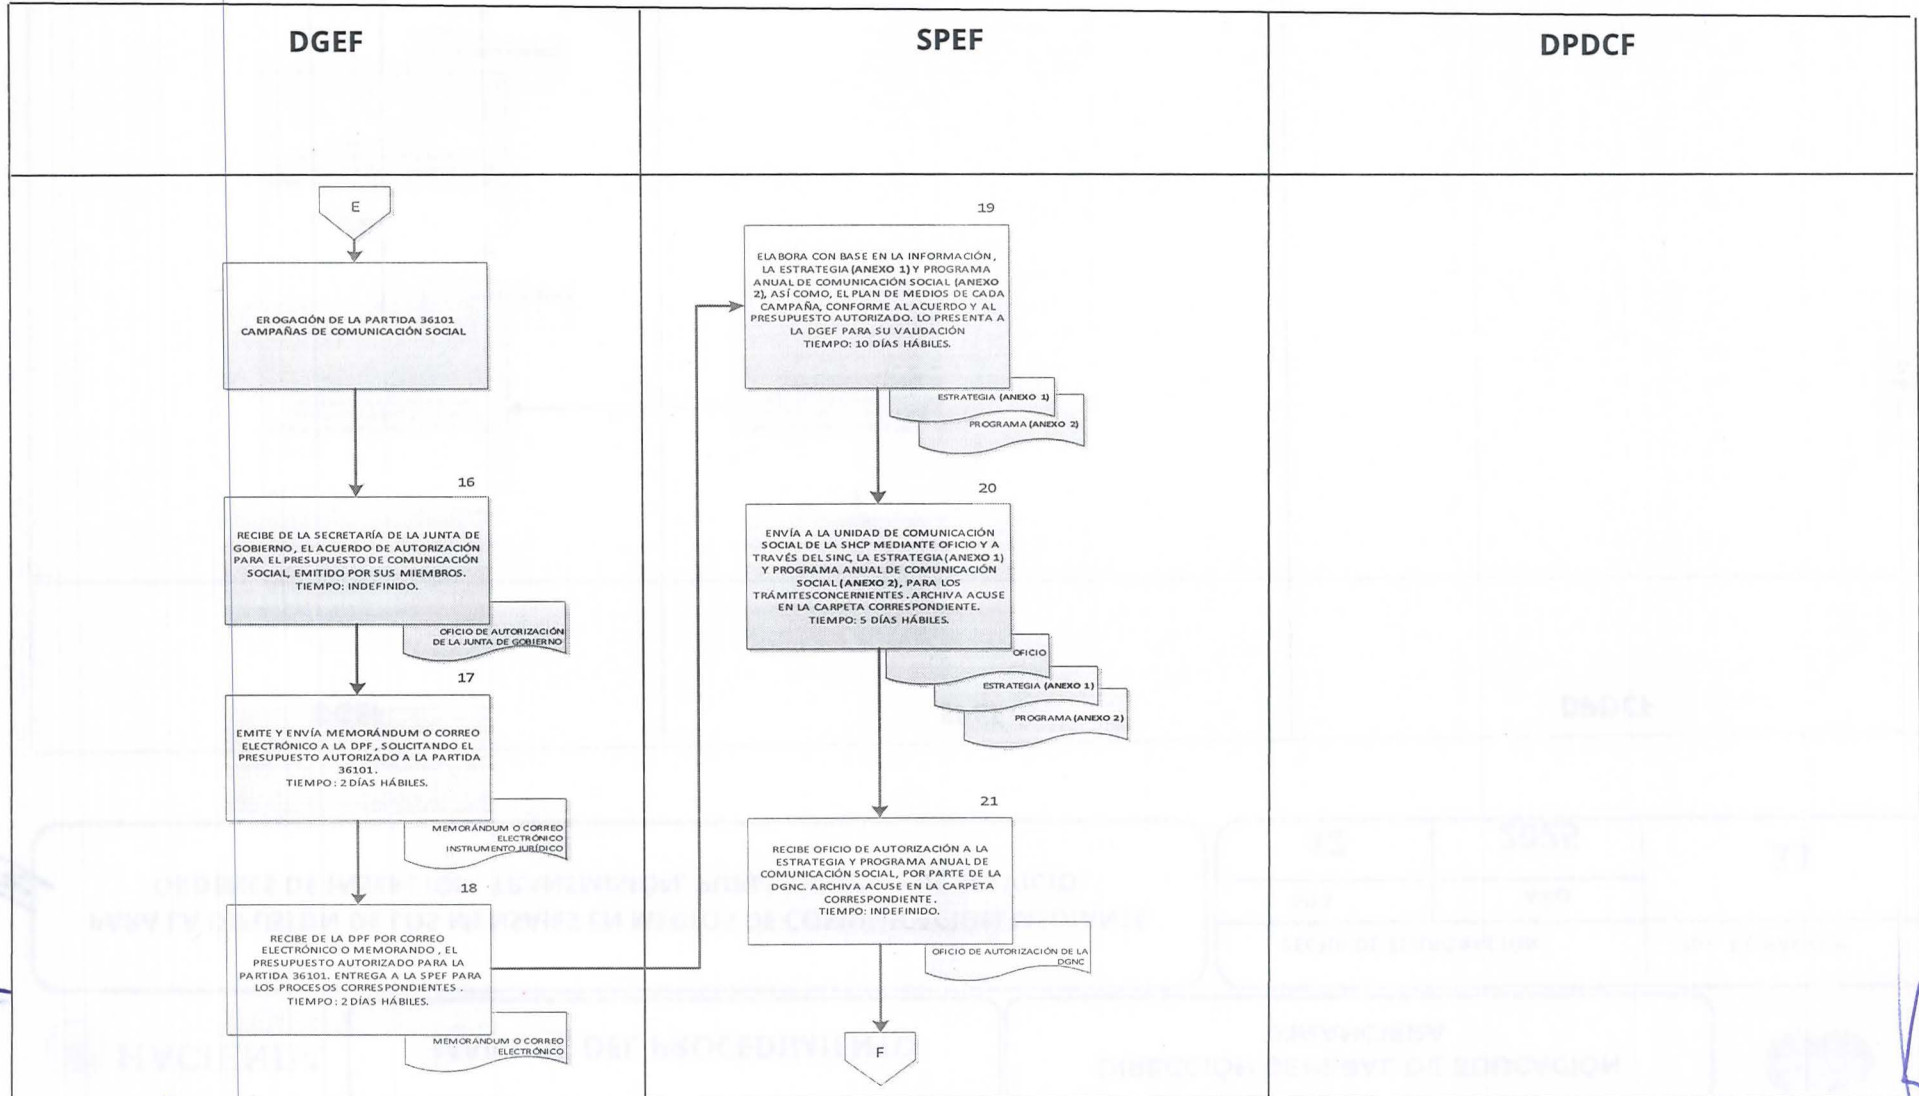 DGEF
SPEF
DPDCF
E
EROGACIÓN DE LA PARTIDA 36101
CAMPAÑAS DE COMUNICACIÓN SOCIAL
16
RECIBE DE LA SECRETARÍA DE LA JUNTA DE
GOBIERNO, EL ACUERDO DE AUTORIZACIÓN
PARA EL PRESUPUESTO DE COMUNICACIÓN
SOCIAL, EMITIDO POR SUS MIEMBROS.
TIEMPO: INDEFINIDO.
OFICIO DE AUTORIZACIÓN
DE LA JUNTA DE GOBIERNO
17
EMITE Y ENVÍA MEMORÁNDUM O CORREO
ELECTRÓNICO A LA DPF, SOLICITANDO EL
PRESUPUESTO AUTORIZADO A LA PARTIDA
36101.
TIEMPO: 2 DÍAS HÁBILES.
MEMORÁNDUM O CORREO
ELECTRÓNICO
INSTRUMENTO JURÍDICO
18
RECIBE DE LA DPF POR CORREO
ELECTRÓNICO O MEMORANDO, EL
PRESUPUESTO AUTORIZADO PARA LA
PARTIDA 36101. ENTREGA A LA SPEF PARA
LOS PROCESOS CORRESPONDIENTES.
TIEMPO: 2 DÍAS HÁBILES.
MEMORÁNDUM O CORREO
ELECTRÓNICO
19
ELABORA CON BASE EN LA INFORMACIÓN,
LA ESTRATEGIA (ANEXO 1) Y PROGRAMA
ANUAL DE COMUNICACIÓN SOCIAL (ANEXO
2), ASÍ COMO, EL PLAN DE MEDIOS DE CADA
CAMPAÑA, CONFORME AL ACUERDO Y AL
PRESUPUESTO AUTORIZADO. LO PRESENTA A
LA DGEF PARA SU VALIDACIÓN
TIEMPO: 10 DÍAS HÁBILES.
ESTRATEGIA (ANEXO 1)
PROGRAMA (ANEXO 2)
20
ENVÍA A LA UNIDAD DE COMUNICACIÓN
SOCIAL DE LA SHCP MEDIANTE OFICIO Y A
TRAVÉS DEL SINC, LA ESTRATEGIA (ANEXO 1)
Y PROGRAMA ANUAL DE COMUNICACIÓN
SOCIAL (ANEXO 2), PARA LOS
TRÁMITES CONCERNIENTES. ARCHIVA ACUSE
EN LA CARPETA CORRESPONDIENTE.
TIEMPO: 5 DÍAS HÁBILES.
OFICIO
ESTRATEGIA (ANEXO 1)
PROGRAMA (ANEXO 2)
21
RECIBE OFICIO DE AUTORIZACIÓN A LA
ESTRATEGIA Y PROGRAMA ANUAL DE
COMUNICACIÓN SOCIAL, POR PARTE DE LA
DGNC. ARCHIVA ACUSE EN LA CARPETA
CORRESPONDIENTE.
TIEMPO: INDEFINIDO.
OFICIO DE AUTORIZACIÓN DE LA
DGNC
F